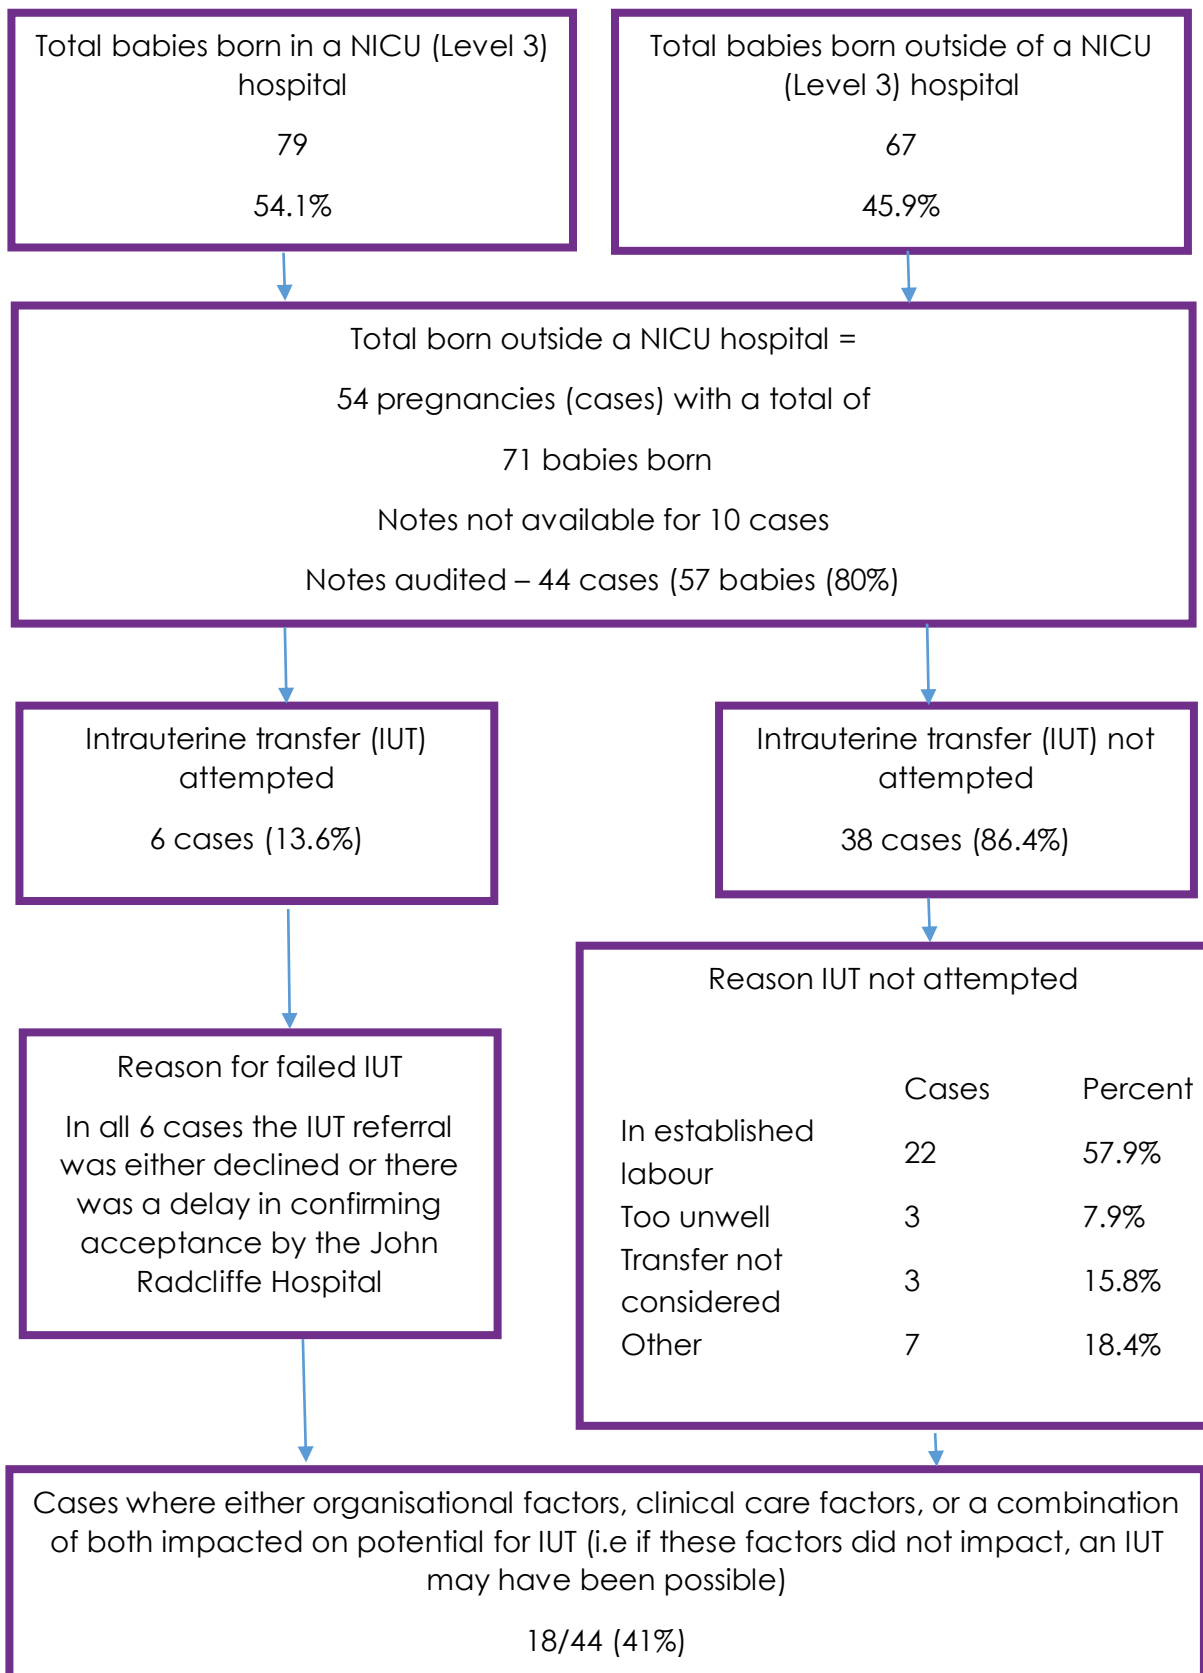 Total babies born in a NICU (Level 3)
hospital
79
54.1%
Total babies born outside of a NICU
(Level 3) hospital
67
45.9%
Total born outside a NICU hospital =
54 pregnancies (cases) with a total of
71 babies born
Notes not available for 10 cases
Notes audited – 44 cases (57 babies (80%)
Intrauterine transfer (IUT)
attempted
6 cases (13.6%)
Intrauterine transfer (IUT) not
attempted
38 cases (86.4%)
Reason for failed IUT
In all 6 cases the IUT referral
was either declined or there
was a delay in confirming
acceptance by the John
Radcliffe Hospital
Reason IUT not attempted
Cases Percent
In established
labour 22 57.9%
Too unwell 3 7.9%
Transfer not
considered 3 15.8%
Other 7 18.4%
Cases where either organisational factors, clinical care factors, or a combination
of both impacted on potential for IUT (i.e if these factors did not impact, an IUT
may have been possible)
18/44 (41%)